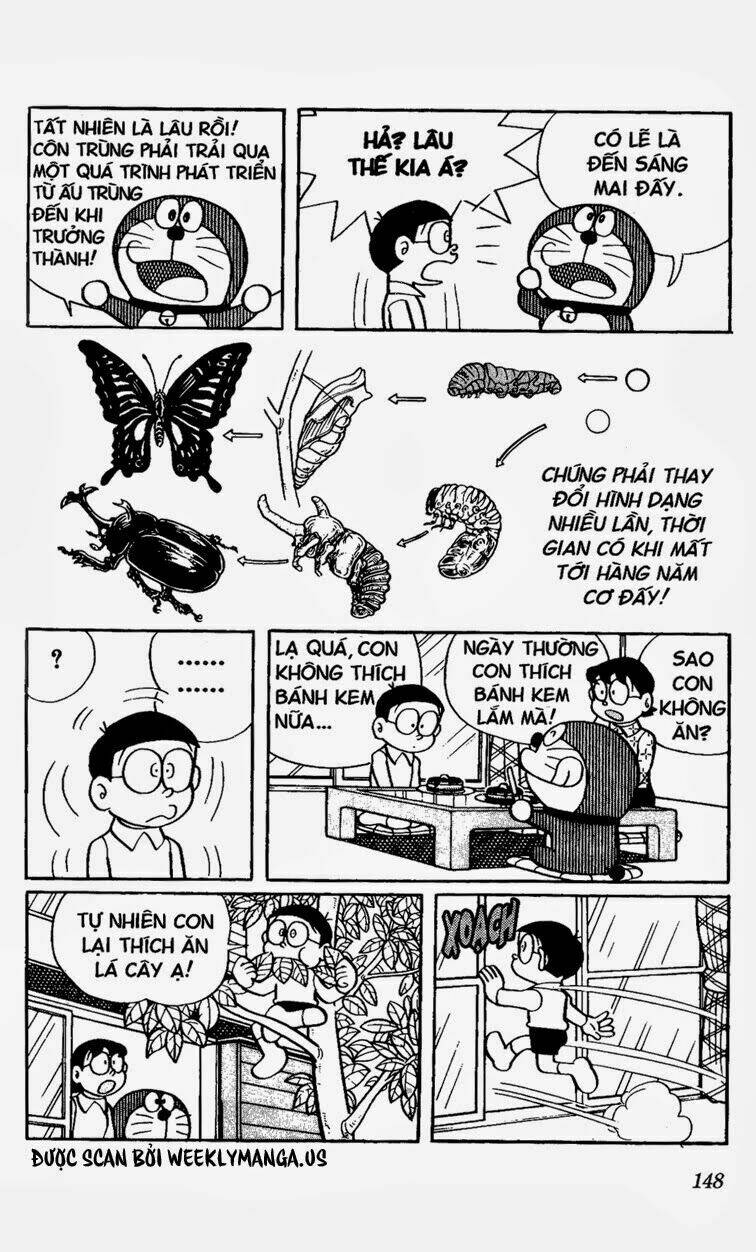 CÓ LẼ LÀ
ĐẾN SÁNG
MAI ĐẤY.
HẢ? LÂU
THẾ KIA Á?
TẤT NHIÊN LÀ LÂU RỒI!
CÔN TRÙNG PHẢI TRẢI QUA
MỘT QUÁ TRÌNH PHÁT TRIỂN
TỪ ẤU TRÙNG
ĐẾN KHI
TRƯỞNG
THÀNH!
CHÚNG PHẢI THAY
ĐỔI HÌNH DẠNG
NHIỀU LẦN, THỜI
GIAN CÓ KHI MẤT
TỚI HÀNG NĂM
CƠ ĐẤY!
SAO
CON
KHÔNG
ĂN?
NGÀY THƯỜNG
CON THÍCH
BÁNH KEM
LẮM MÀ!
LẠ QUÁ, CON
KHÔNG THÍCH
BÁNH KEM
NỮA...
......
......
?
XOẠCH
TỰ NHIÊN CON
LẠI THÍCH ĂN
LÁ CÂY Ạ!
ĐƯỢC SCAN BỞI WEEKLYMANGA.US
148